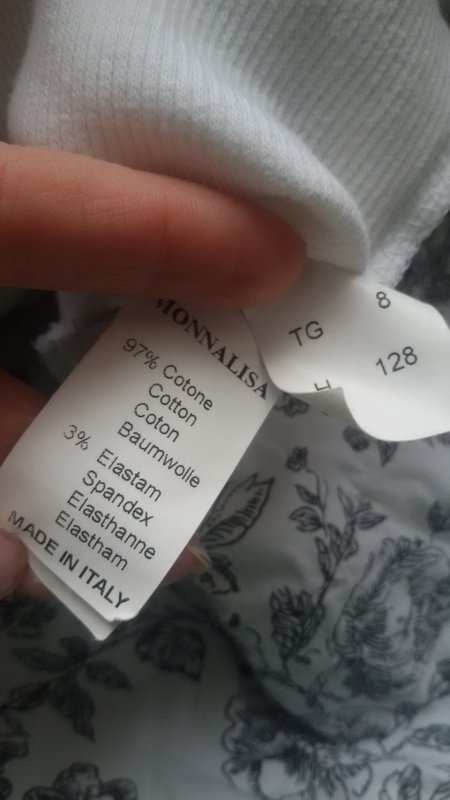 MONNALISA
97% Cotone
Cotton
Coton
Baumwolle
3% Elastam
Spandex
Elasthanne
Elastham
MADE IN ITALY
TG 8
H 128